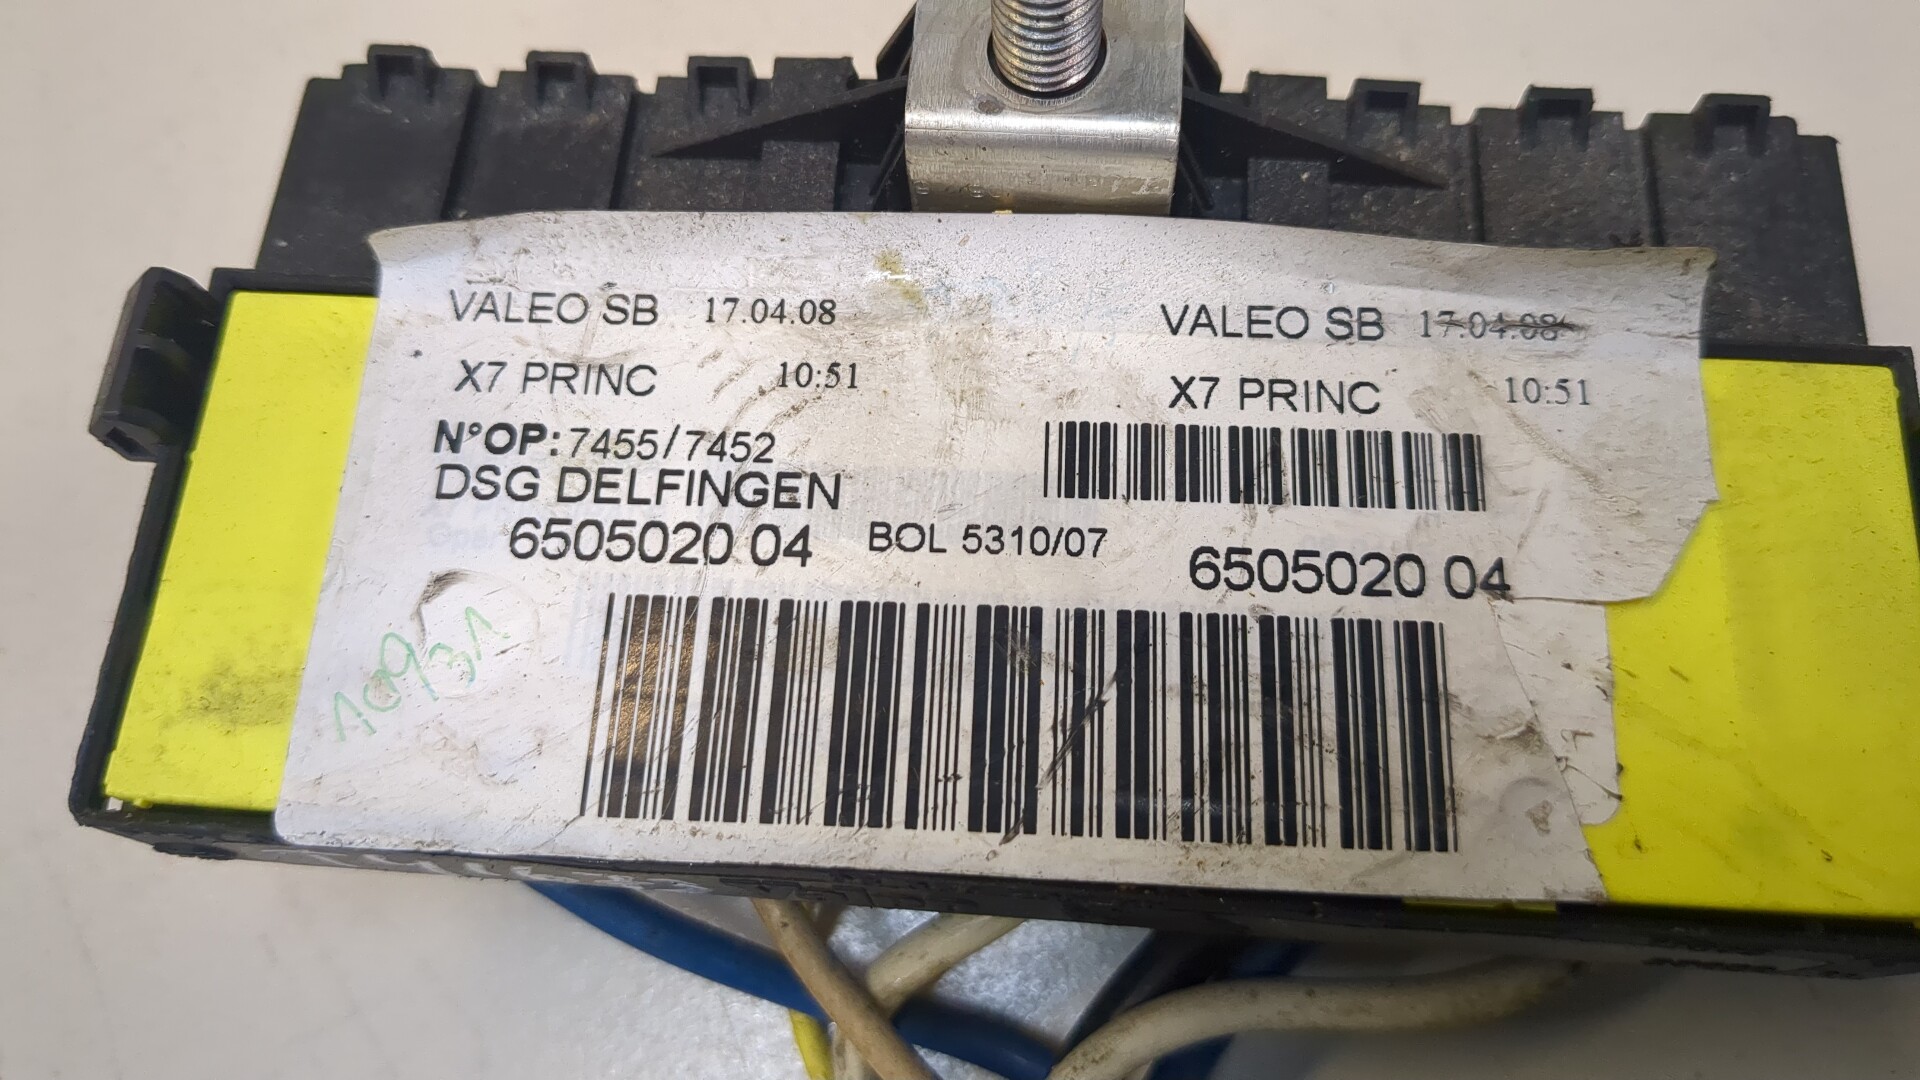 VALEO SB 17.04.08
X7 PRINC 10:51
N°OP: 7455/7452
DSG DELFINGEN
6505020 04 BOL 5310/07
VALEO SB 17.04.08
X7 PRINC 10:51
6505020 04
10931